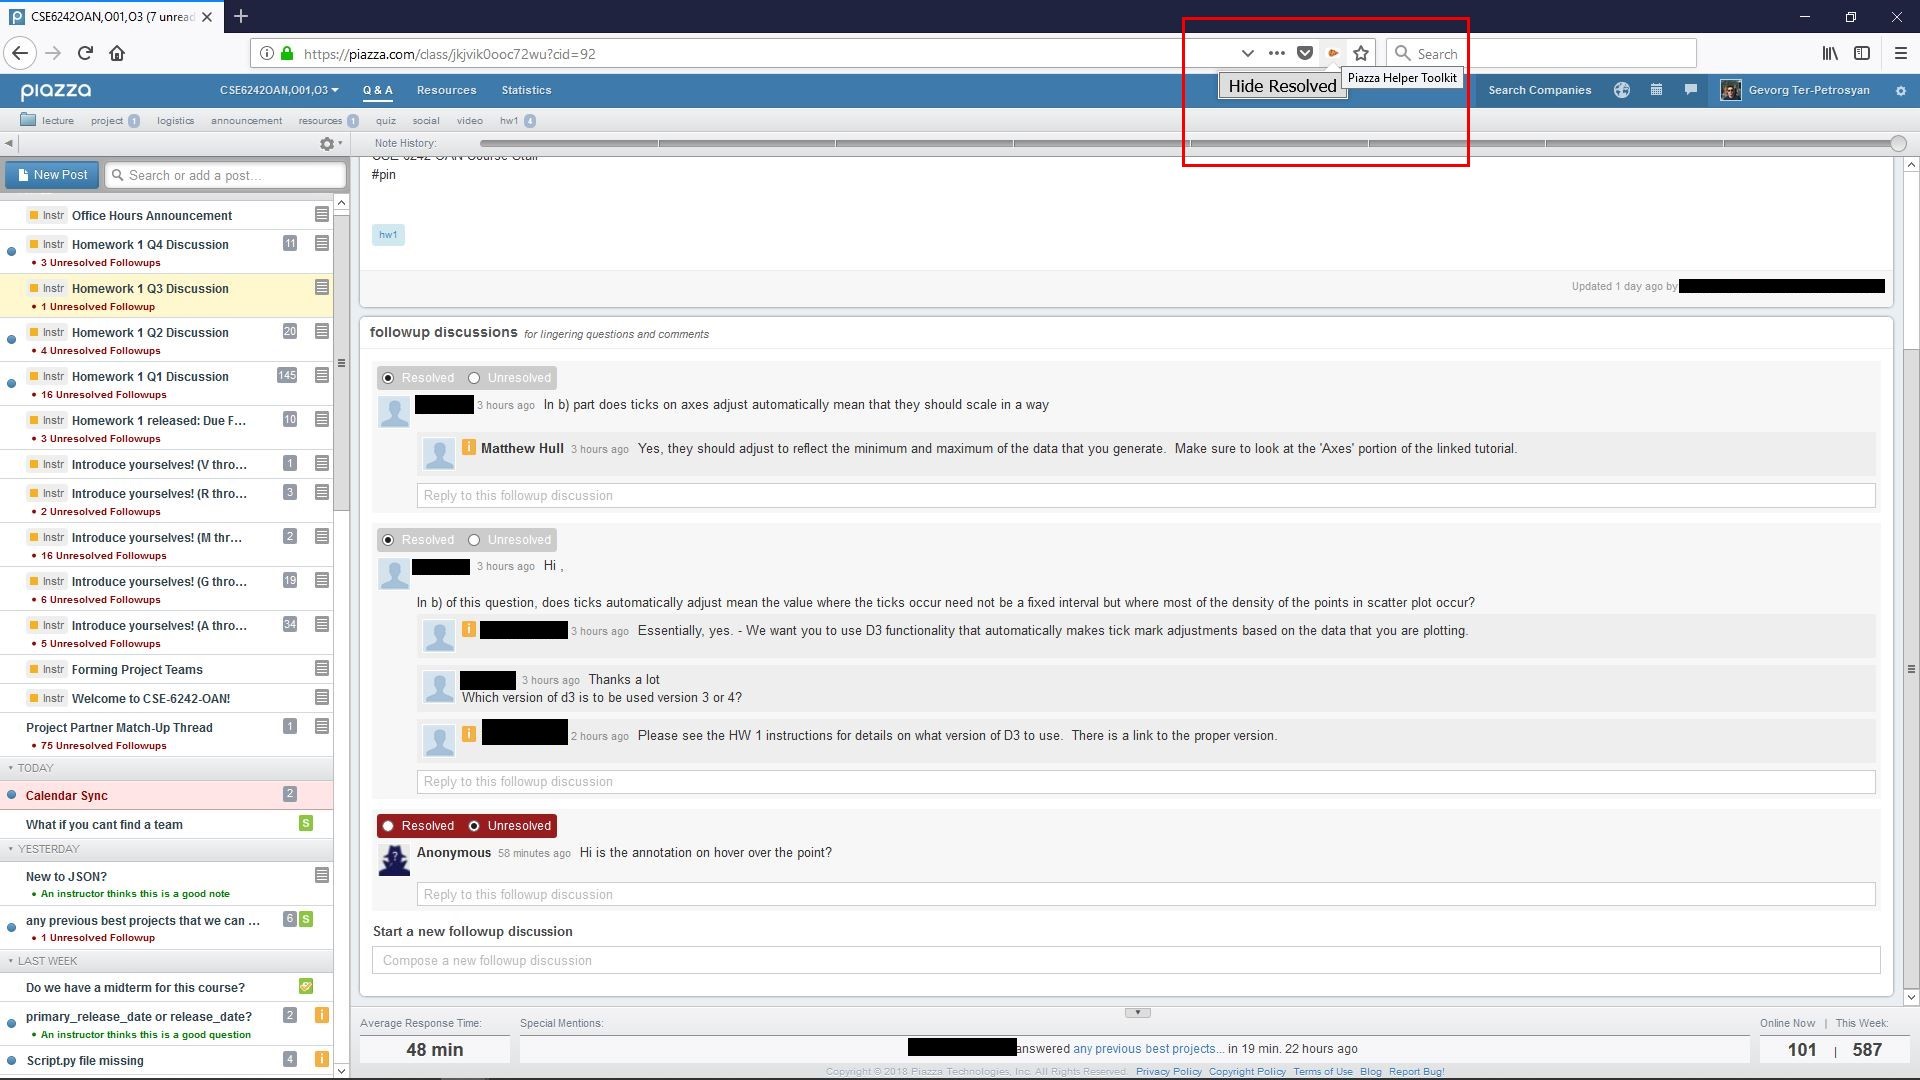 CSE6242OAN,O01,O3 (7 unread
https://piazza.com/class/jkjvik0ooc72wu?cid=92
Search
Piazza Helper Toolkit
Hide Resolved
piazza
CSE6242OAN,O01,O3
Q & A
Resources
Statistics
Search Companies
Gevorg Ter-Petrosyan
lecture
project 1
logistics
announcement
resources 1
quiz
social
video
hw1 4
Note History:
New Post
Search or add a post...
Instr Office Hours Announcement
Instr Homework 1 Q4 Discussion 11
• 3 Unresolved Followups
Instr Homework 1 Q3 Discussion
• 1 Unresolved Followup
Instr Homework 1 Q2 Discussion 20
• 4 Unresolved Followups
Instr Homework 1 Q1 Discussion 145
• 16 Unresolved Followups
Instr Homework 1 released: Due F... 10
• 3 Unresolved Followups
Instr Introduce yourselves! (V thro... 1
Instr Introduce yourselves! (R thro... 3
• 2 Unresolved Followups
Instr Introduce yourselves! (M thr... 2
• 16 Unresolved Followups
Instr Introduce yourselves! (G thro... 19
• 6 Unresolved Followups
Instr Introduce yourselves! (A thro... 34
• 5 Unresolved Followups
Instr Forming Project Teams
Instr Welcome to CSE-6242-OAN!
Project Partner Match-Up Thread 1
• 75 Unresolved Followups
TODAY
Calendar Sync 2
What if you cant find a team S
YESTERDAY
New to JSON?
• An instructor thinks this is a good note
any previous best projects that we can ... 6 S
• 1 Unresolved Followup
LAST WEEK
Do we have a midterm for this course?
primary_release_date or release_date? 2 i
• An instructor thinks this is a good question
Script.py file missing 4 i
CSE 6242 OAN Course Staff
#pin
hw1
Updated 1 day ago by
followup discussions for lingering questions and comments
Resolved Unresolved
3 hours ago In b) part does ticks on axes adjust automatically mean that they should scale in a way
i Matthew Hull 3 hours ago Yes, they should adjust to reflect the minimum and maximum of the data that you generate. Make sure to look at the 'Axes' portion of the linked tutorial.
Reply to this followup discussion
Resolved Unresolved
3 hours ago Hi ,
In b) of this question, does ticks automatically adjust mean the value where the ticks occur need not be a fixed interval but where most of the density of the points in scatter plot occur?
i 3 hours ago Essentially, yes. - We want you to use D3 functionality that automatically makes tick mark adjustments based on the data that you are plotting.
3 hours ago Thanks a lot
Which version of d3 is to be used version 3 or 4?
i 2 hours ago Please see the HW 1 instructions for details on what version of D3 to use. There is a link to the proper version.
Reply to this followup discussion
Resolved Unresolved
Anonymous 58 minutes ago Hi is the annotation on hover over the point?
Reply to this followup discussion
Start a new followup discussion
Compose a new followup discussion
Average Response Time:
48 min
Special Mentions:
answered any previous best projects... in 19 min. 22 hours ago
Online Now | This Week:
101 | 587
Copyright © 2018 Piazza Technologies, Inc. All Rights Reserved. Privacy Policy Copyright Policy Terms of Use Blog Report Bug!